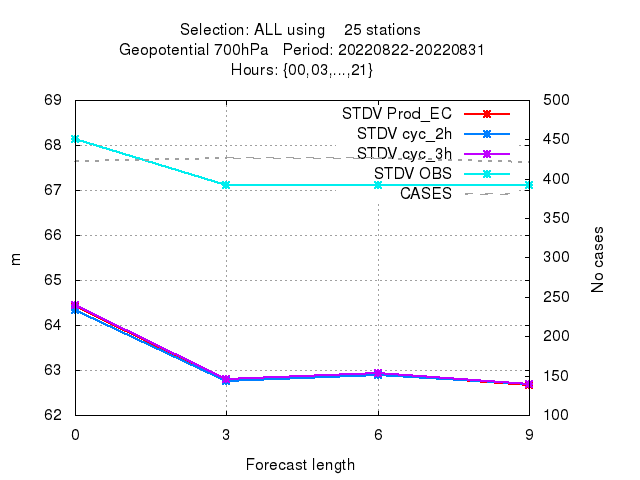 Selection: ALL using    25 stations
Geopotential 700hPa   Period: 20220822-20220831
Hours: {00,03,...,21}
69 500
STDV Prod_EC
STDV cyc_2h
68 450
STDV cyc_3h
STDV OBS
67 400
CASES
350
66
m
No cases
300
65
250
64 200
63 150
62 100
0 3 6 9
Forecast length